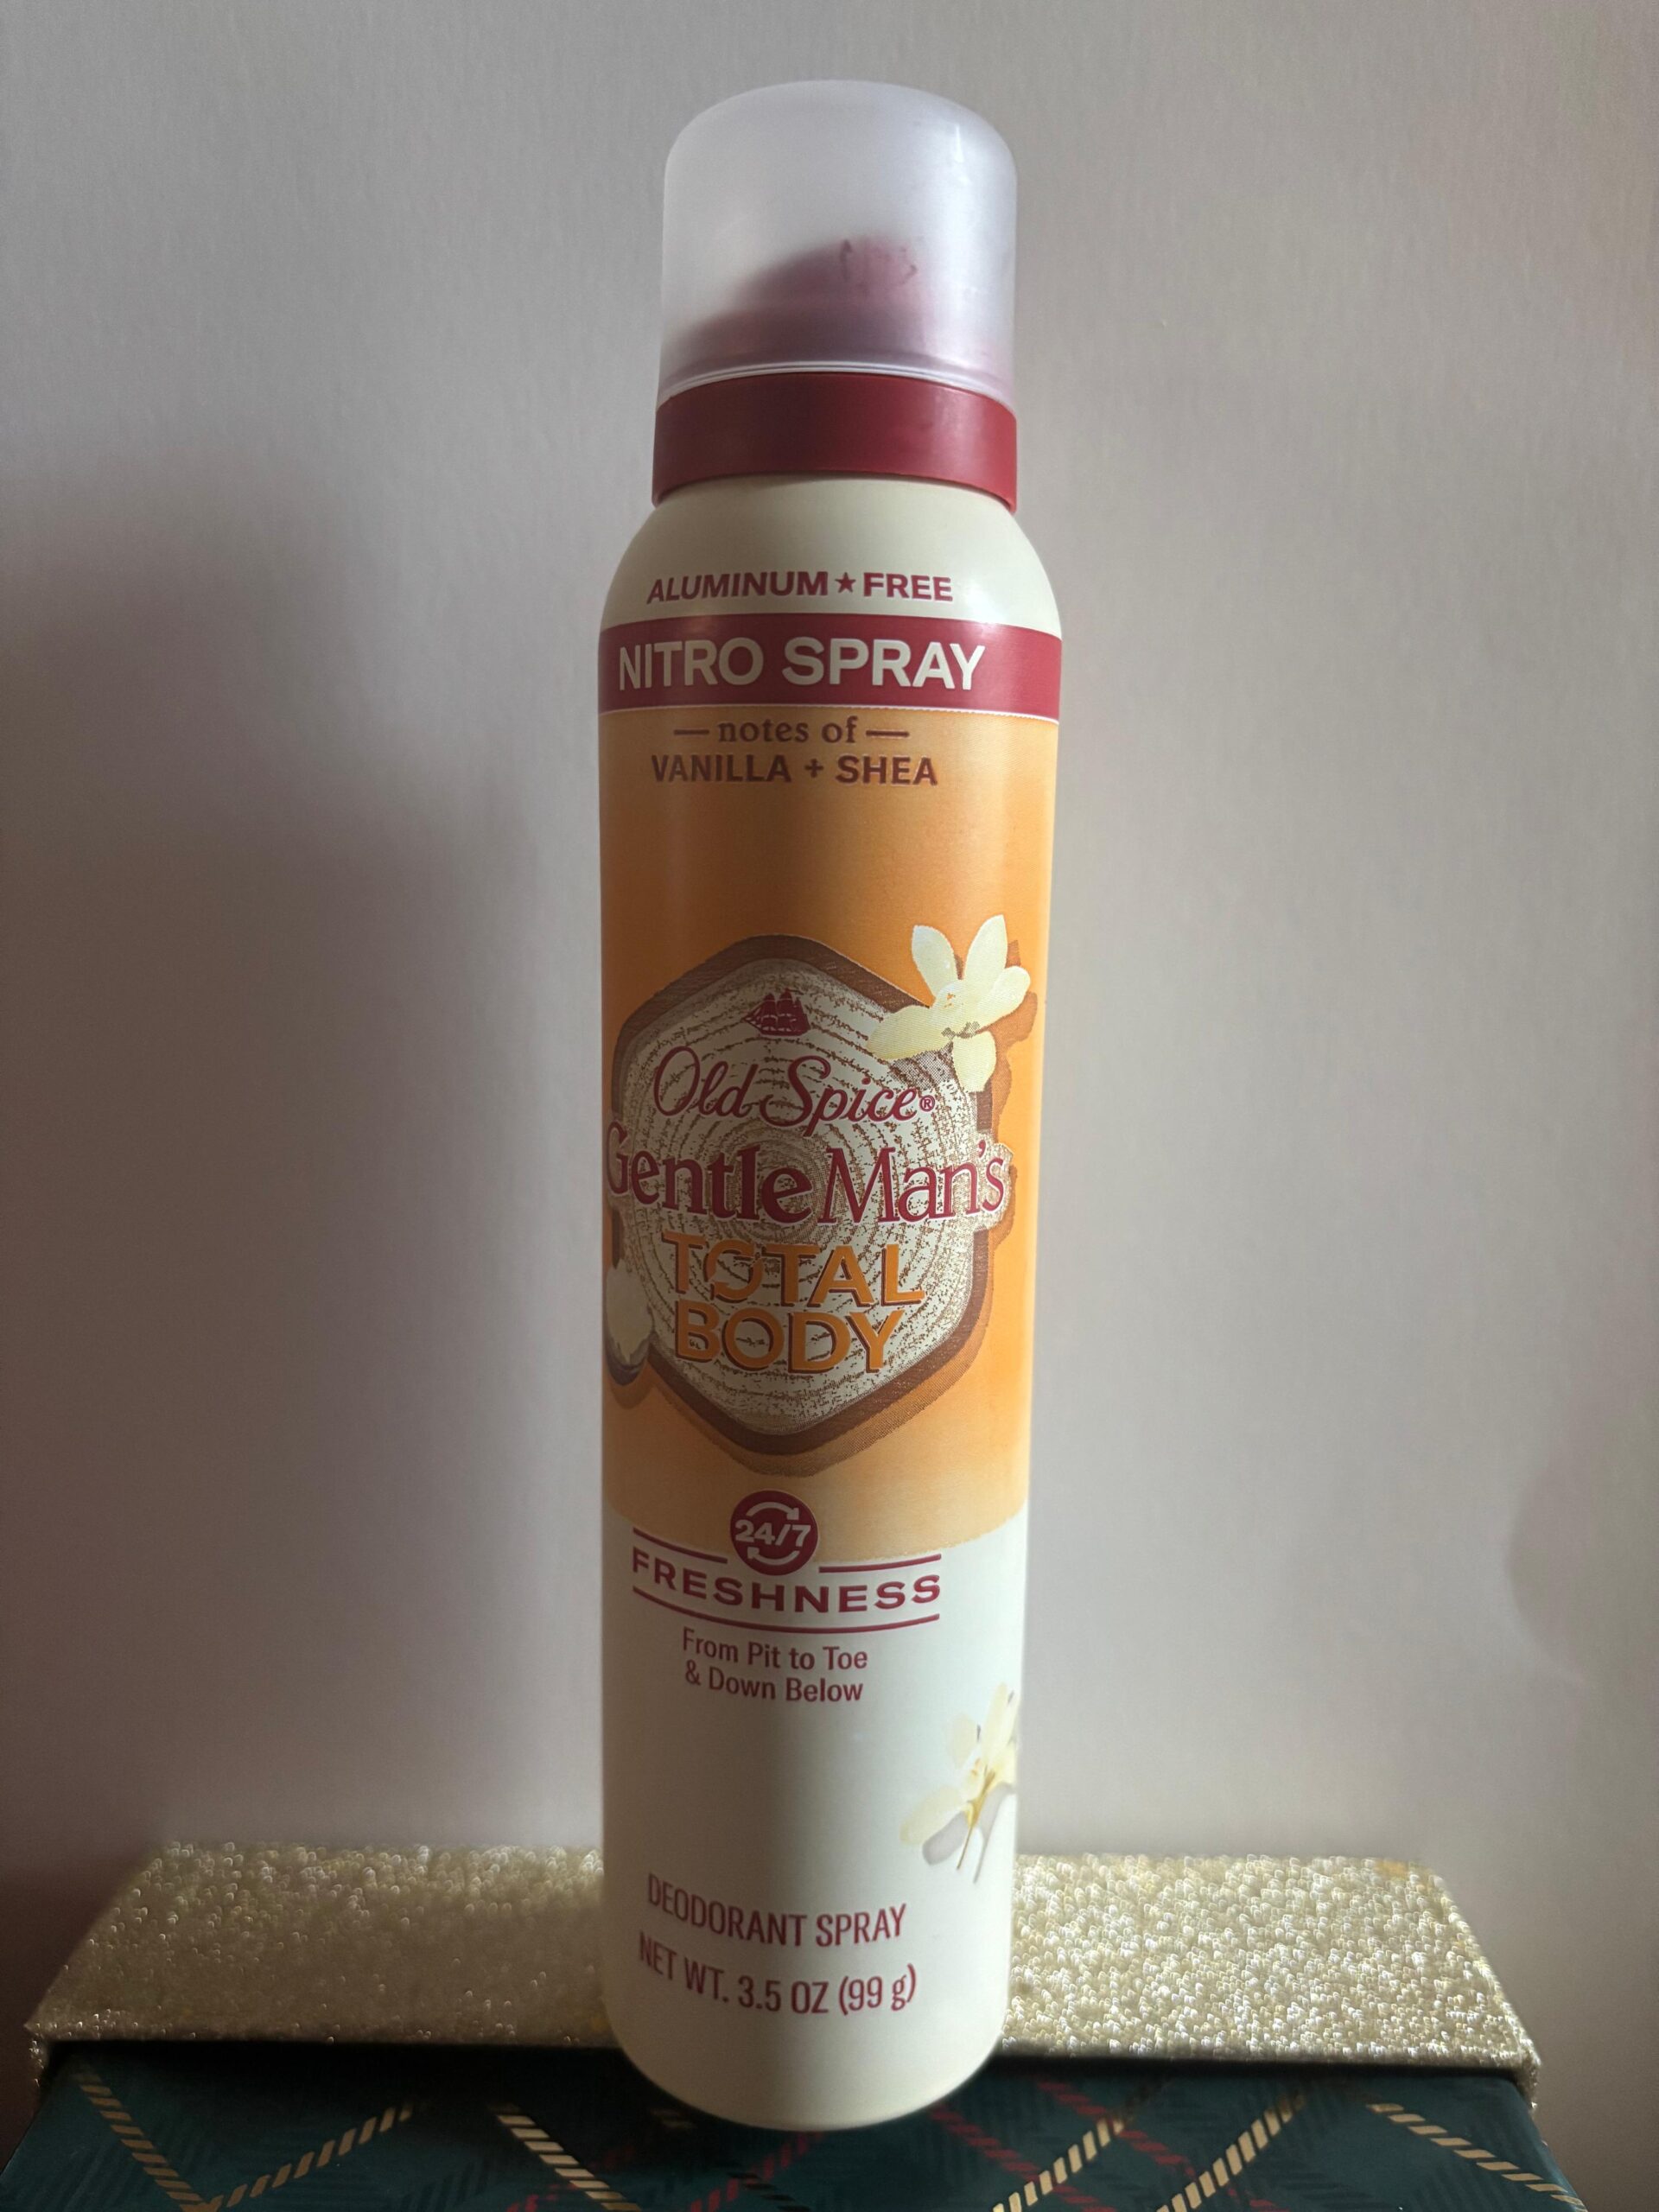 ALUMINUM★FREE
NITRO SPRAY
— notes of —
VANILLA + SHEA
Old Spice®
GentleMan's
TOTAL
BODY
24/7
FRESHNESS
From Pit to Toe
& Down Below
DEODORANT SPRAY
NET WT. 3.5 OZ (99 g)